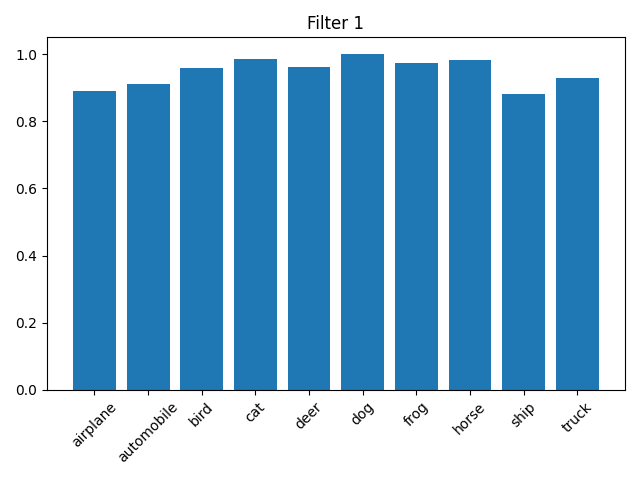 Filter 1
1.0
0.8
0.6
0.4
0.2
0.0
airplane
automobile
bird
cat
deer
dog
frog
horse
ship
truck